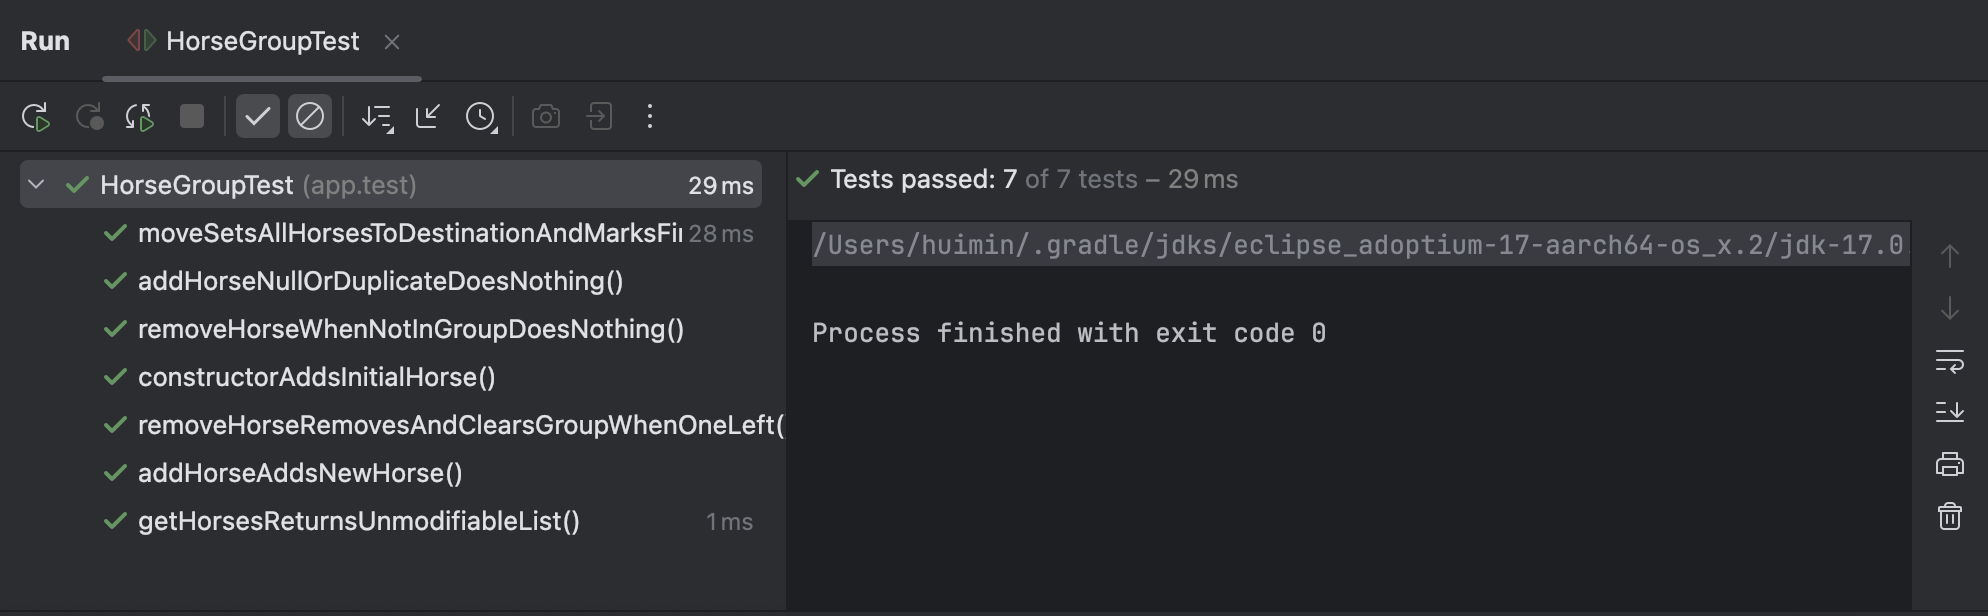 Run HorseGroupTest
HorseGroupTest (app.test) 29 ms
moveSetsAllHorsesToDestinationAndMarksFi 28 ms
addHorseNullOrDuplicateDoesNothing()
removeHorseWhenNotInGroupDoesNothing()
constructorAddsInitialHorse()
removeHorseRemovesAndClearsGroupWhenOneLeft(
addHorseAddsNewHorse()
getHorsesReturnsUnmodifiableList() 1 ms
Tests passed: 7 of 7 tests – 29 ms
/Users/huimin/.gradle/jdks/eclipse_adoptium-17-aarch64-os_x.2/jdk-17.0
Process finished with exit code 0